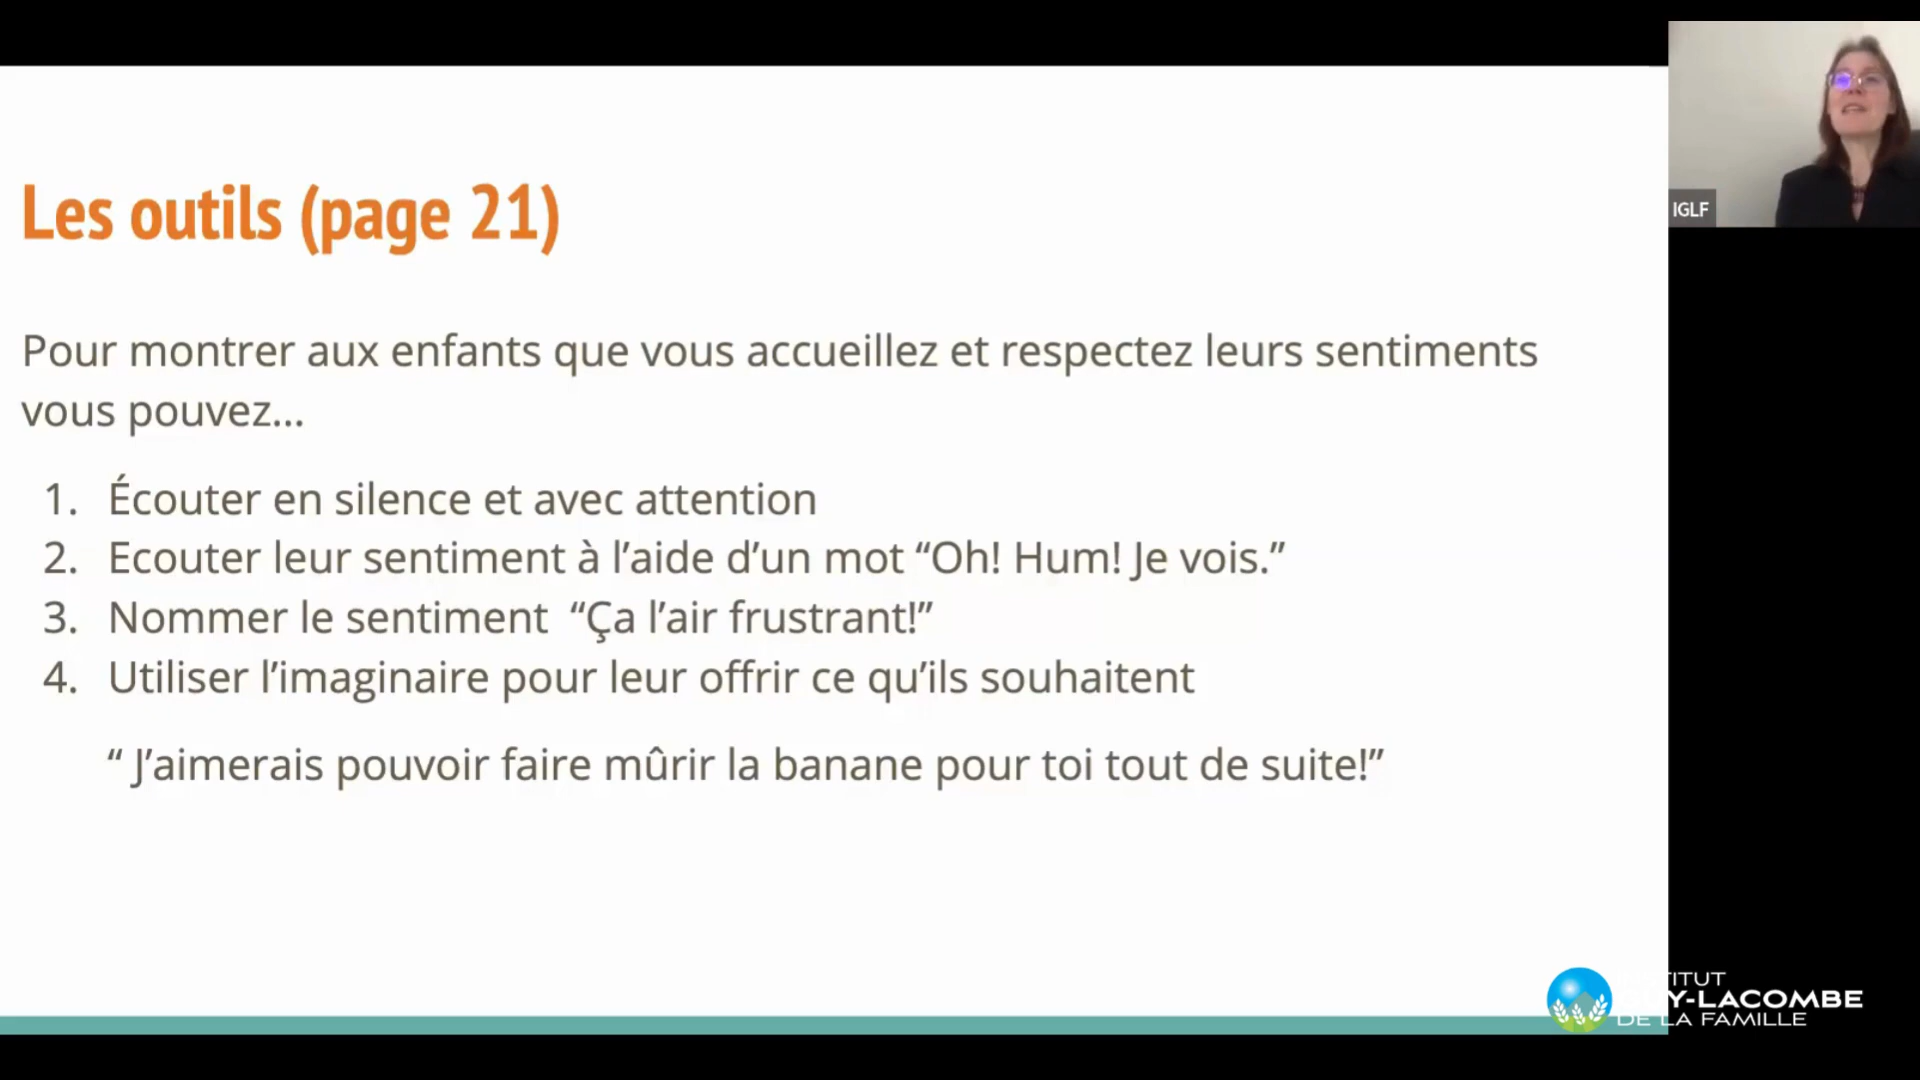 Les outils (page 21)
Pour montrer aux enfants que vous accueillez et respectez leurs sentiments
vous pouvez...
1. Écouter en silence et avec attention
2. Ecouter leur sentiment à l’aide d’un mot “Oh! Hum! Je vois.”
3. Nommer le sentiment “Ça l’air frustrant!”
4. Utiliser l’imaginaire pour leur offrir ce qu’ils souhaitent
“ J’aimerais pouvoir faire mûrir la banane pour toi tout de suite!”
IGLF
INSTITUT
GUY-LACOMBE
DE LA FAMILLE